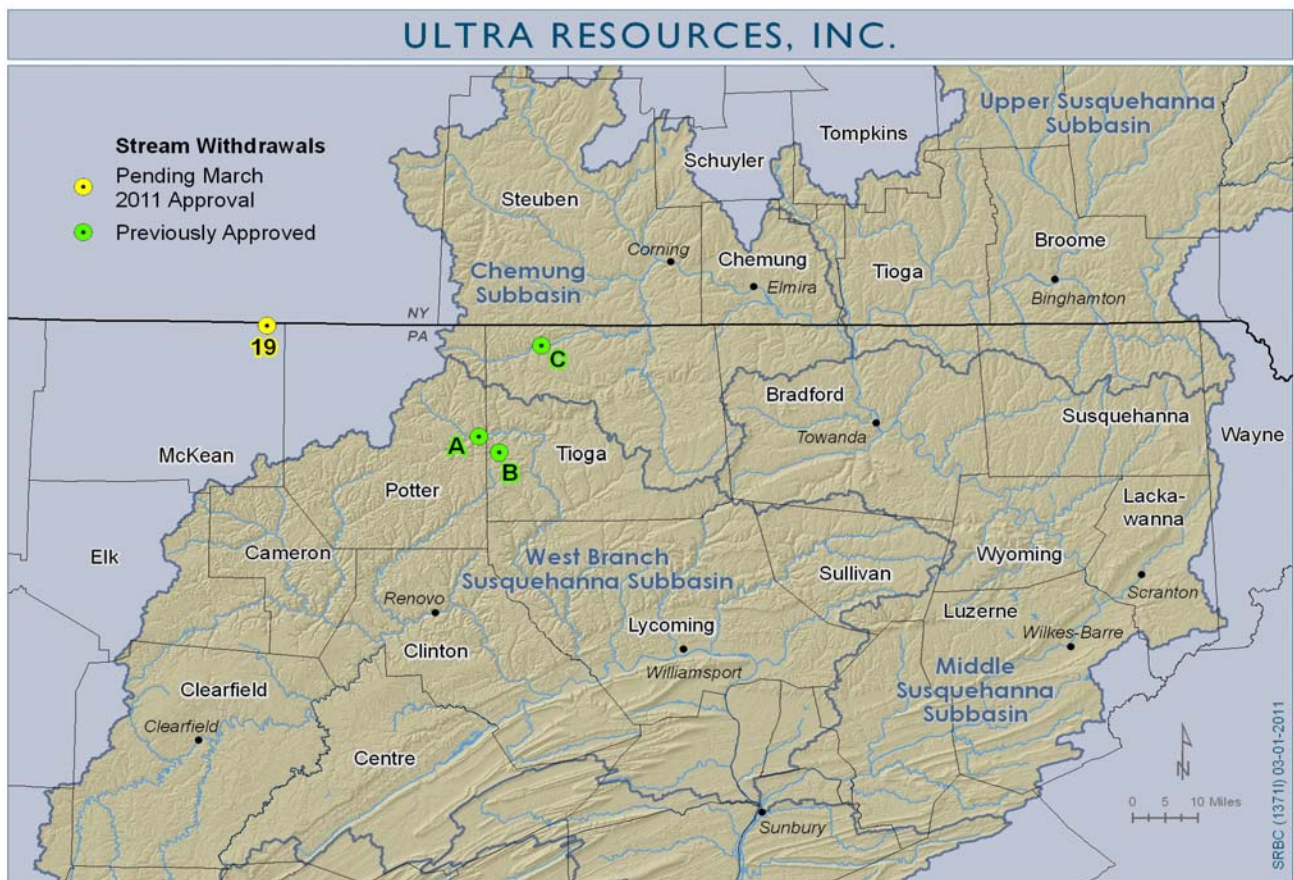 ULTRA RESOURCES, INC.
Stream Withdrawals
Pending March
2011 Approval
Previously Approved
Upper Susquehanna
Subbasin
Tompkins
Schuyler
Steuben
Broome
Corning
Chemung
Tioga
Chemung
Subbasin
Elmira
Binghamton
NY
PA
19
C
Bradford
Susquehanna
Towanda
Wayne
A
B
Tioga
McKean
Potter
Lacka-
wanna
Elk
Cameron
West Branch
Susquehanna Subbasin
Wyoming
Sullivan
Scranton
Renovo
Luzerne
Lycoming
Wilkes-Barre
Clinton
Williamsport
Middle
Susquehanna
Subbasin
Clearfield
Clearfield
Centre
N
0 5 10 Miles
Sunbury
SRBC (1371I) 03-01-2011